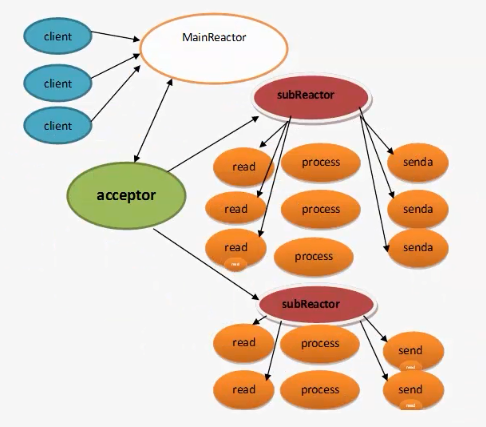 client
MainReactor
client
client
subReactor
acceptor
read
process
senda
read
process
senda
read
process
senda
subReactor
read
process
send
read
process
send